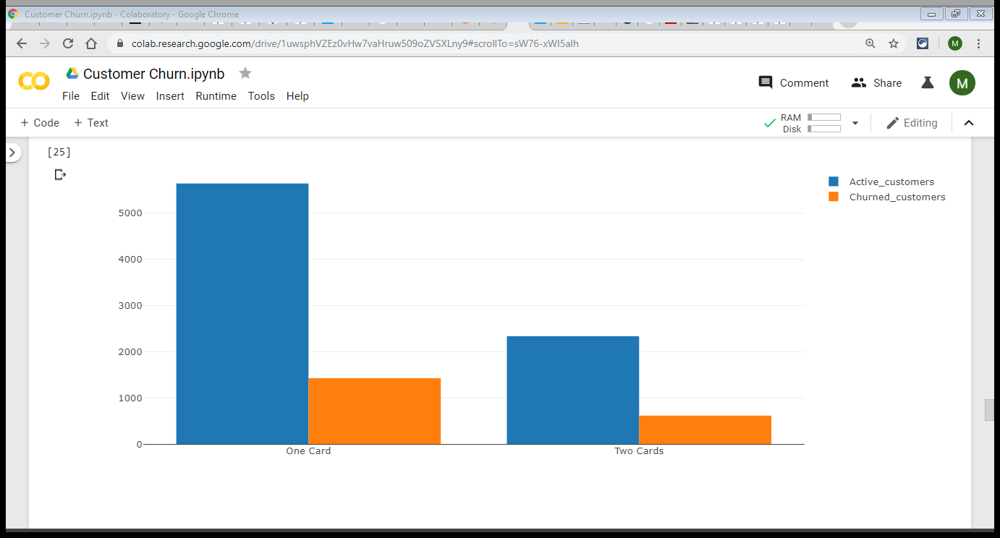 Customer Churn.ipynb - Colaboratory - Google Chrome
colab.research.google.com/drive/1uwsphVZEz0vHw7vaHruw509oZVSXLny9#scrollTo=sW76-xWI5aIh
M
Customer Churn.ipynb
Comment
Share
M
File Edit View Insert Runtime Tools Help
+ Code + Text
RAM
Disk
Editing
[25]
Active_customers
Churned_customers
5000
4000
3000
2000
1000
0
One Card Two Cards